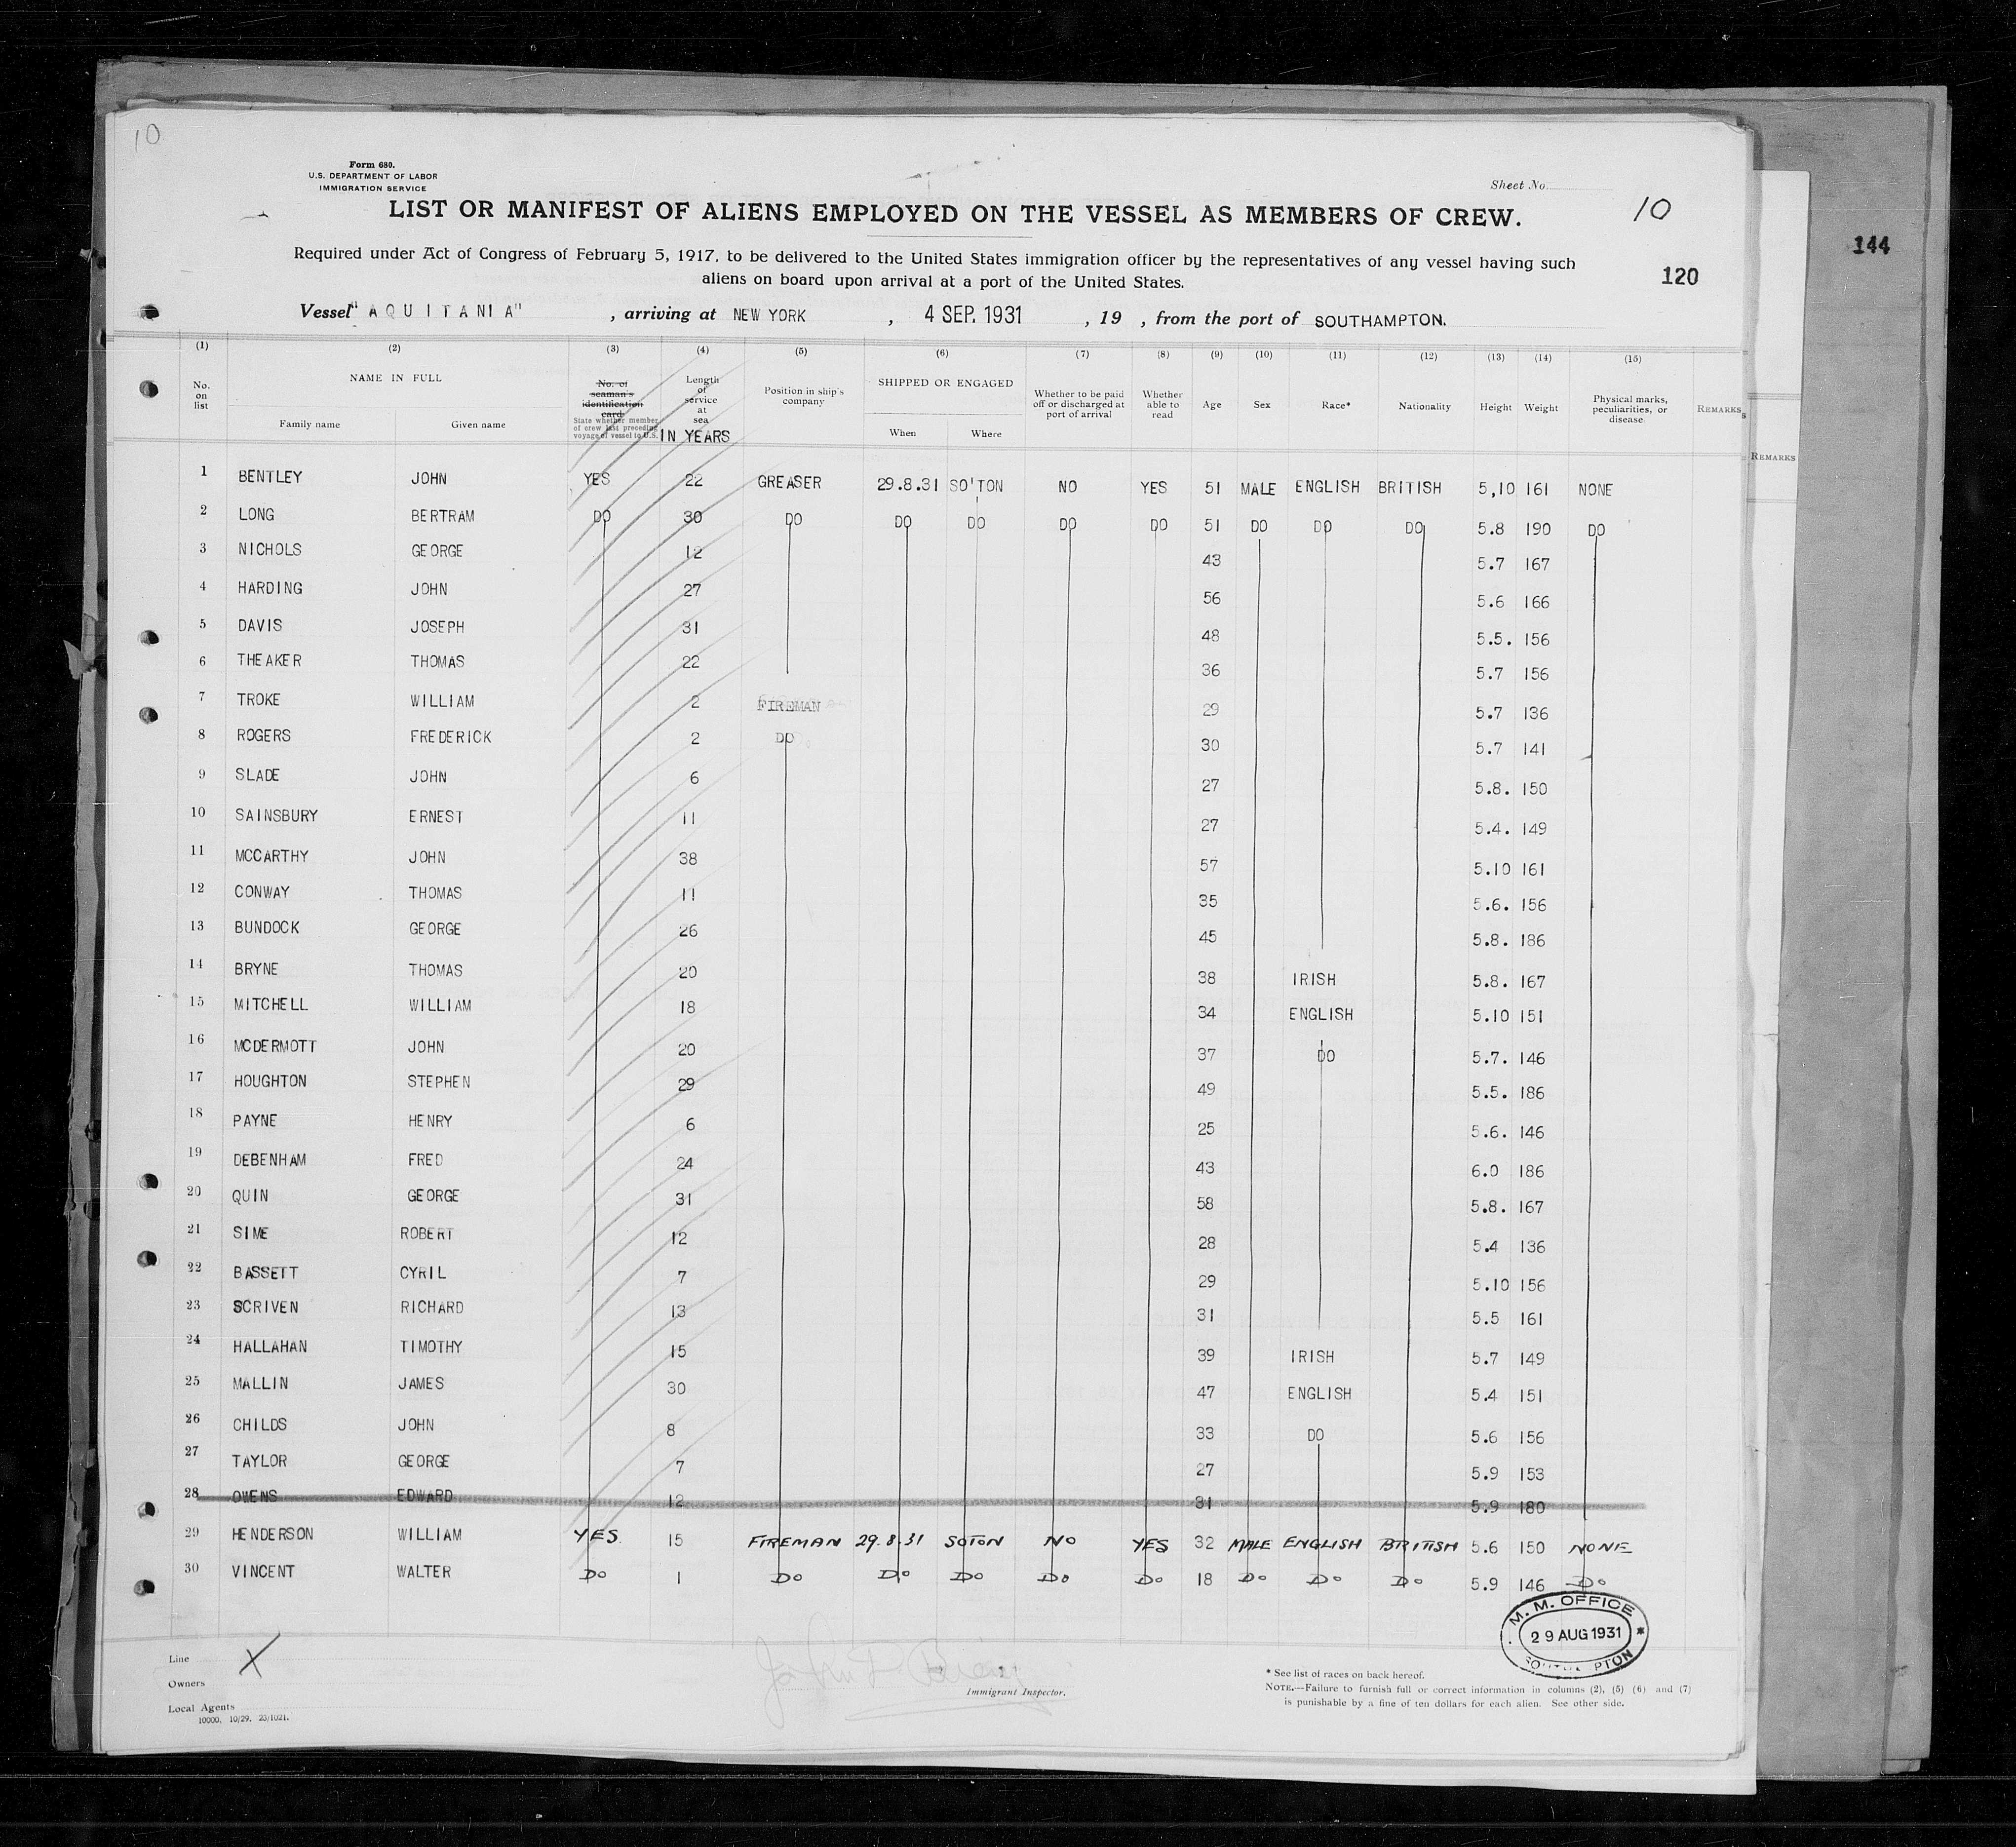 10
Form 680.
U.S. DEPARTMENT OF LABOR
IMMIGRATION SERVICE
Sheet No.
LIST OR MANIFEST OF ALIENS EMPLOYED ON THE VESSEL AS MEMBERS OF CREW.
10
144
Required under Act of Congress of February 5, 1917, to be delivered to the United States immigration officer by the representatives of any vessel having such
aliens on board upon arrival at a port of the United States.
120
Vessel "AQUITANIA", arriving at NEW YORK, 4 SEP. 1931, 19 , from the port of SOUTHAMPTON.
(1) (2) (3) (4) (5) (6) (7) (8) (9) (10) (11) (12) (13) (14) (15)
No. on list NAME IN FULL Family name Given name No. of seaman's identification card. State whether member of crew last preceding voyage of vessel to U.S. Length of service at sea IN YEARS Position in ship's company SHIPPED OR ENGAGED When Where Whether to be paid off or discharged at port of arrival Whether able to read Age Sex Race* Nationality Height Weight Physical marks, peculiarities, or disease REMARKS
REMARKS
1 BENTLEY JOHN YES 22 GREASER 29.8.31 SO'TON NO YES 51 MALE ENGLISH BRITISH 5,10 161 NONE
2 LONG BERTRAM DO 30 DO DO DO DO DO 51 DO DO DO 5.8 190 DO
3 NICHOLS GEORGE 12 43 5.7 167
4 HARDING JOHN 27 56 5.6 166
5 DAVIS JOSEPH 31 48 5.5. 156
6 THEAKER THOMAS 22 36 5.7 156
7 TROKE WILLIAM 2 FIREMAN 29 5.7 136
8 ROGERS FREDERICK 2 DO 30 5.7 141
9 SLADE JOHN 6 27 5.8. 150
10 SAINSBURY ERNEST 11 27 5.4. 149
11 MCCARTHY JOHN 38 57 5.10 161
12 CONWAY THOMAS 11 35 5.6. 156
13 BUNDOCK GEORGE 26 45 5.8. 186
14 BRYNE THOMAS 20 38 IRISH 5.8. 167
15 MITCHELL WILLIAM 18 34 ENGLISH 5.10 151
16 MCDERMOTT JOHN 20 37 DO 5.7. 146
17 HOUGHTON STEPHEN 29 49 5.5. 186
18 PAYNE HENRY 6 25 5.6. 146
19 DEBENHAM FRED 24 43 6.0 186
20 QUIN GEORGE 31 58 5.8. 167
21 SIME ROBERT 12 28 5.4 136
22 BASSETT CYRIL 7 29 5.10 156
23 SCRIVEN RICHARD 13 31 5.5 161
24 HALLAHAN TIMOTHY 15 39 IRISH 5.7 149
25 MALLIN JAMES 30 47 ENGLISH 5.4 151
26 CHILDS JOHN 8 33 DO 5.6 156
27 TAYLOR GEORGE 7 27 5.9 153
28 OWENS EDWARD 12 31 5.9 180
29 HENDERSON WILLIAM YES 15 FIREMAN 29.8.31 SOTON NO YES 32 MALE ENGLISH BRITISH 5.6 150 NONE
30 VINCENT WALTER DO 1 DO DO DO DO DO 18 DO DO DO 5.9 146 DO
M. M. OFFICE
29 AUG 1931
Line X
Owners
Local Agents
10000, 10/29. 23/1021.
Immigrant Inspector.
* See list of races on back hereof.
NOTE.—Failure to furnish full or correct information in columns (2), (5) (6) and (7)
is punishable by a fine of ten dollars for each alien. See other side.